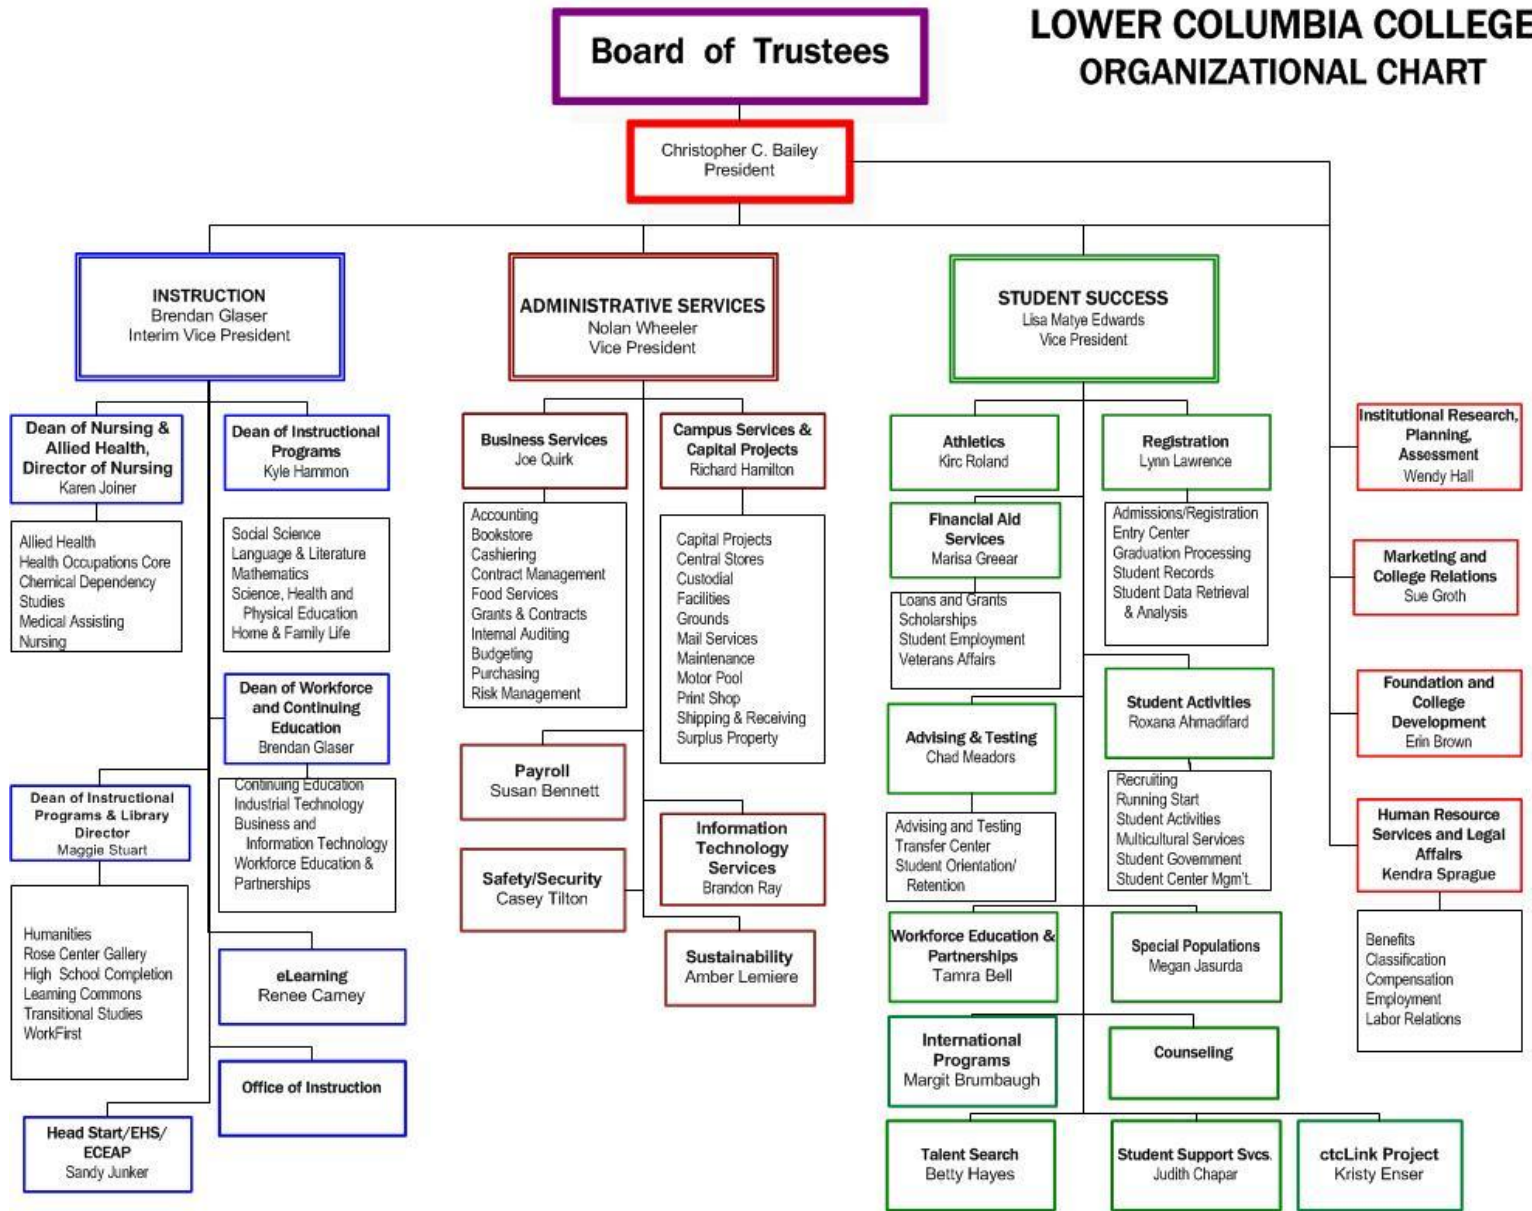 LOWER COLUMBIA COLLEGE
ORGANIZATIONAL CHART
Board of Trustees
Christopher C. Bailey
President
INSTRUCTION
Brendan Glaser
Interim Vice President
ADMINISTRATIVE SERVICES
Nolan Wheeler
Vice President
STUDENT SUCCESS
Lisa Matye Edwards
Vice President
Dean of Nursing &
Allied Health,
Director of Nursing
Karen Joiner
Allied Health
Health Occupations Core
Chemical Dependency
Studies
Medical Assisting
Nursing
Dean of Instructional
Programs
Kyle Hammon
Social Science
Language & Literature
Mathematics
Science, Health and
Physical Education
Home & Family Life
Dean of Workforce
and Continuing
Education
Brendan Glaser
Continuing Education
Industrial Technology
Business and
Information Technology
Workforce Education &
Partnerships
Dean of Instructional
Programs & Library
Director
Maggie Stuart
Humanities
Rose Center Gallery
High School Completion
Learning Commons
Transitional Studies
WorkFirst
eLearning
Renee Carney
Office of Instruction
Head Start/EHS/
ECEAP
Sandy Junker
Business Services
Joe Quirk
Accounting
Bookstore
Cashiering
Contract Management
Food Services
Grants & Contracts
Internal Auditing
Budgeting
Purchasing
Risk Management
Campus Services &
Capital Projects
Richard Hamilton
Capital Projects
Central Stores
Custodial
Facilities
Grounds
Mail Services
Maintenance
Motor Pool
Print Shop
Shipping & Receiving
Surplus Property
Payroll
Susan Bennett
Information
Technology
Services
Brandon Ray
Safety/Security
Casey Tilton
Sustainability
Amber Lemiere
Athletics
Kirc Roland
Registration
Lynn Lawrence
Admissions/Registration
Entry Center
Graduation Processing
Student Records
Student Data Retrieval
& Analysis
Financial Aid
Services
Marisa Greear
Loans and Grants
Scholarships
Student Employment
Veterans Affairs
Student Activities
Roxana Ahmadifard
Recruiting
Running Start
Student Activities
Multicultural Services
Student Government
Student Center Mgm't.
Advising & Testing
Chad Meadors
Advising and Testing
Transfer Center
Student Orientation/
Retention
Workforce Education &
Partnerships
Tamra Bell
Special Populations
Megan Jasurda
International
Programs
Margit Brumbaugh
Counseling
Talent Search
Betty Hayes
Student Support Svcs.
Judith Chapar
ctcLink Project
Kristy Enser
Institutional Research,
Planning,
Assessment
Wendy Hall
Marketing and
College Relations
Sue Groth
Foundation and
College
Development
Erin Brown
Human Resource
Services and Legal
Affairs
Kendra Sprague
Benefits
Classification
Compensation
Employment
Labor Relations